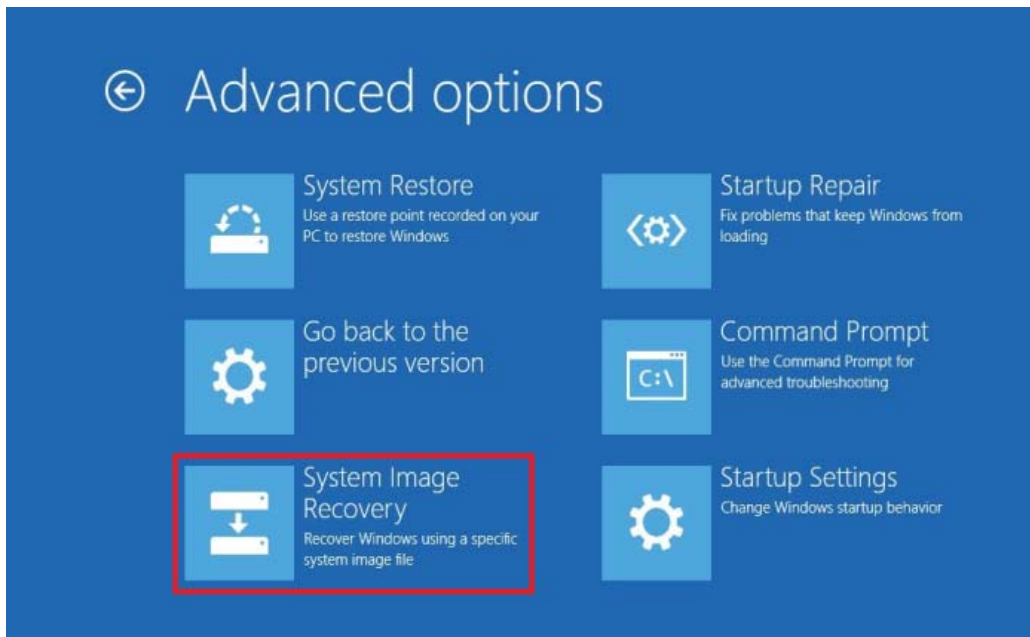 Advanced options
System Restore
Use a restore point recorded on your
PC to restore Windows
Startup Repair
Fix problems that keep Windows from
loading
Go back to the
previous version
Command Prompt
Use the Command Prompt for
advanced troubleshooting
C:\
System Image
Recovery
Recover Windows using a specific
system image file
Startup Settings
Change Windows startup behavior